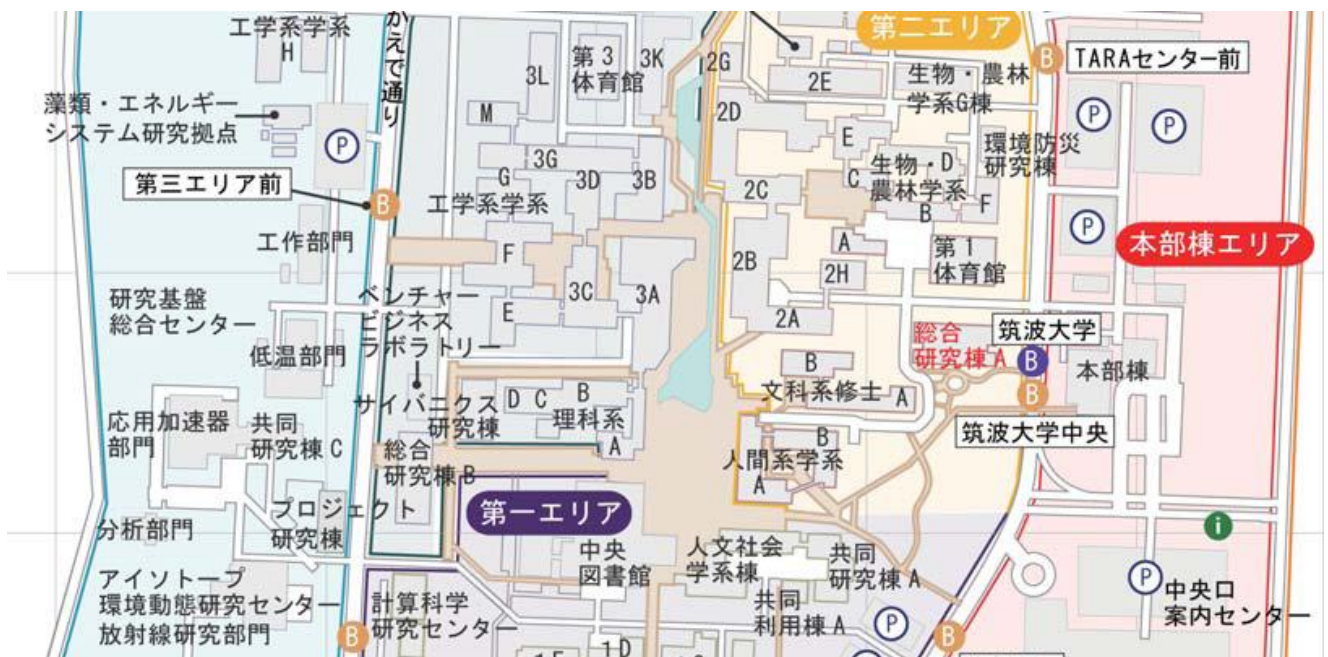 工学系学系
H
かえで通り
藻類・エネルギー
システム研究拠点
P
第三エリア前
B
工作部門
研究基盤
総合センター
低温部門
応用加速器
部門
共同
研究棟C
分析部門
プロジェクト
研究棟
アイソトープ
環境動態研究センター
放射線研究部門
B
計算科学
研究センター
3L
第3
体育館
3K
M
3G
G
3D
3B
工学系学系
F
3C
3A
E
ベンチャー
ビジネス
ラボラトリー
サイバニクス
研究棟
D
C
B
理科系
A
総合
研究棟B
第一エリア
中央
図書館
1D
人文社会
学系棟
共同
研究棟A
共同
利用棟A
P
B
第二エリア
2G
2E
2D
生物・農林
学系G棟
E
生物・D
農林学系
C
B
F
環境防災
研究棟
2C
A
第1
体育館
2B
2H
2A
総合
研究棟A
B
文科系修士
A
B
人間系学系
A
B
TARAセンター前
P
P
P
本部棟エリア
筑波大学
B
本部棟
B
筑波大学中央
i
P
中央口
案内センター